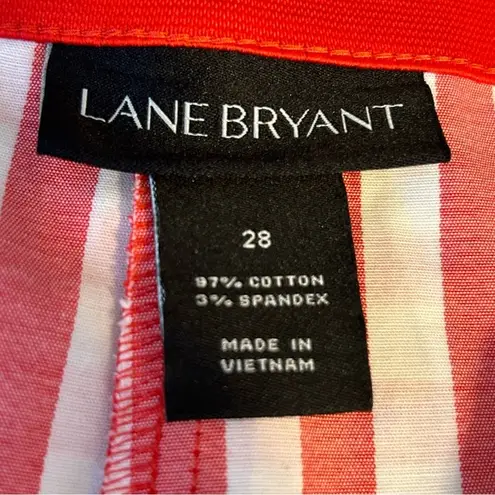 LANE BRYANT
28
97% COTTON
3% SPANDEX
MADE IN
VIETNAM